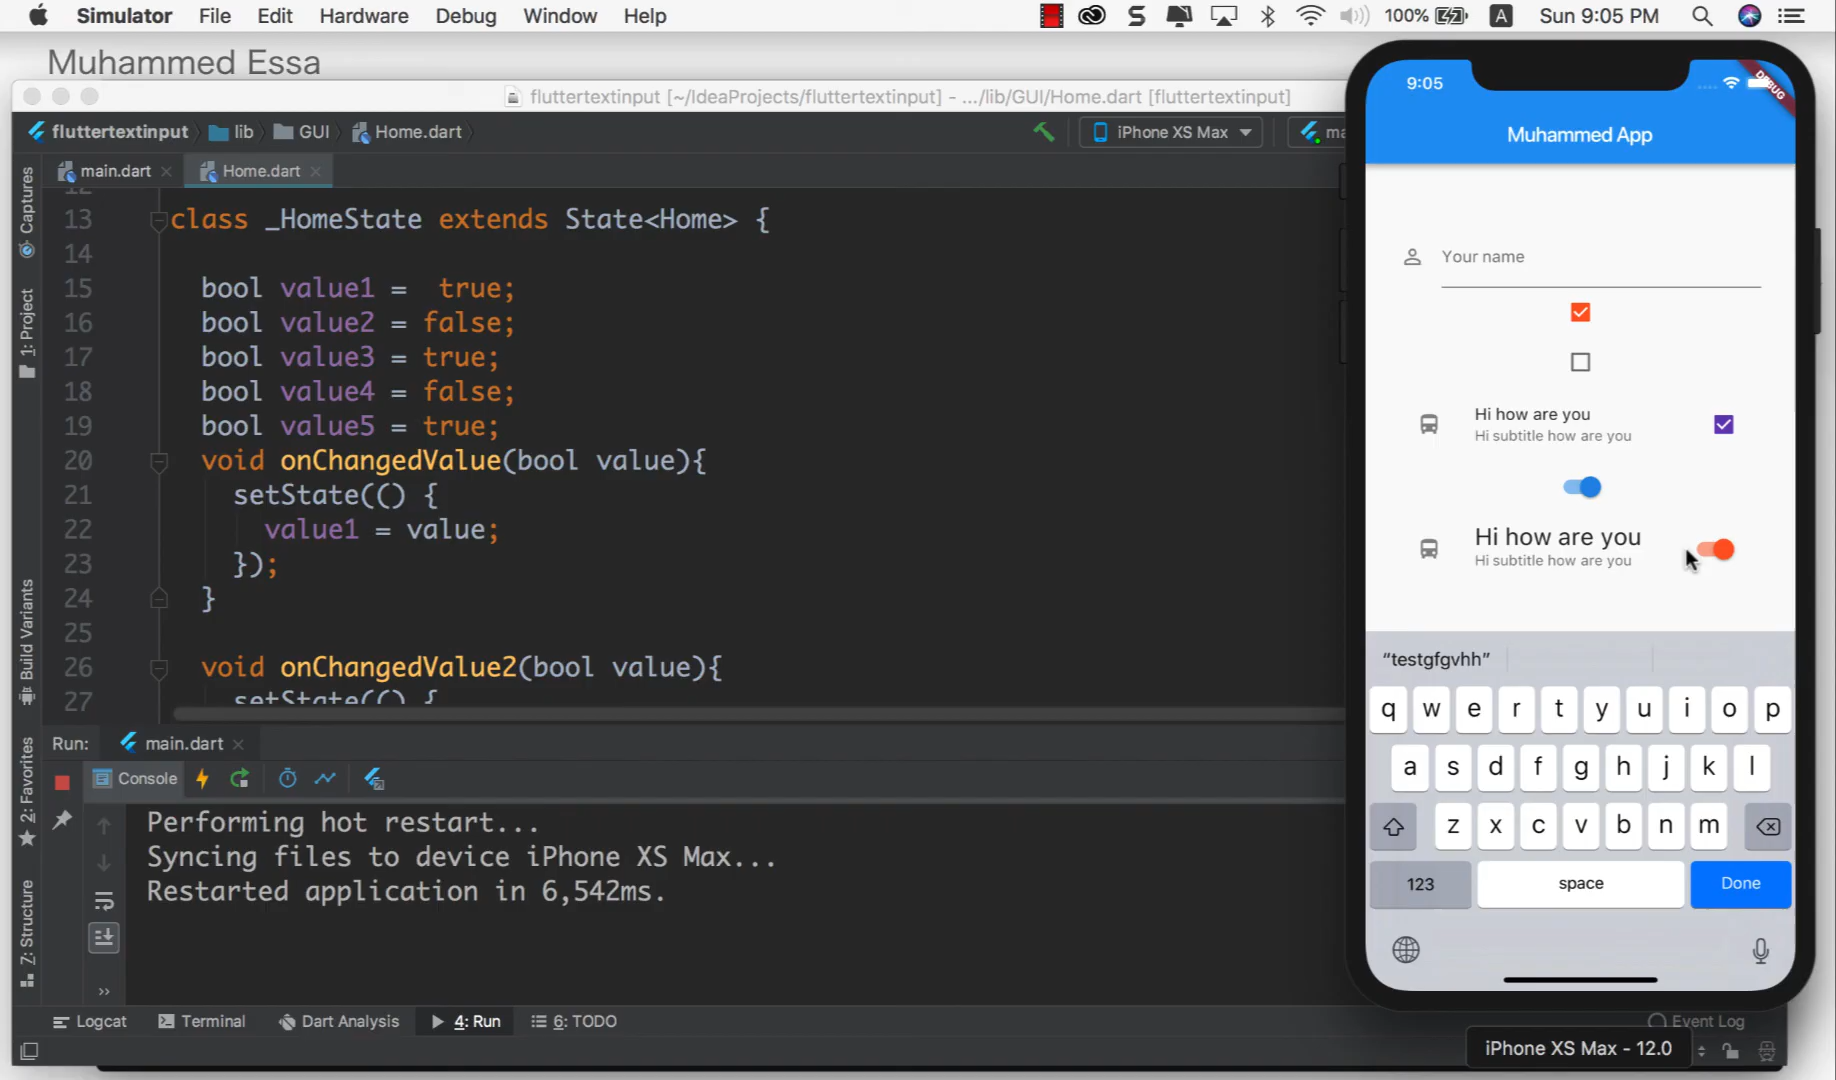 Simulator File Edit Hardware Debug Window Help
S 100% A Sun 9:05 PM
Muhammed Essa
fluttertextinput [~/IdeaProjects/fluttertextinput] - .../lib/GUI/Home.dart [fluttertextinput]
fluttertextinput lib GUI Home.dart iPhone XS Max
main.dart Home.dart
Captures
1: Project
Build Variants
2: Favorites
7: Structure
13 class _HomeState extends State<Home> {
14
15 bool value1 =  true;
16 bool value2 = false;
17 bool value3 = true;
18 bool value4 = false;
19 bool value5 = true;
20 void onChangedValue(bool value){
21 setState(() {
22 value1 = value;
23 });
24 }
25
26 void onChangedValue2(bool value){
27 setState(() {
Run: main.dart
Console
Performing hot restart...
Syncing files to device iPhone XS Max...
Restarted application in 6,542ms.
Logcat Terminal Dart Analysis 4: Run 6: TODO Event Log
9:05
DEBUG
Muhammed App
Your name
Hi how are you
Hi subtitle how are you
Hi how are you
Hi subtitle how are you
“testgfgvhh”
q w e r t y u i o p
a s d f g h j k l
z x c v b n m
123 space Done
iPhone XS Max - 12.0